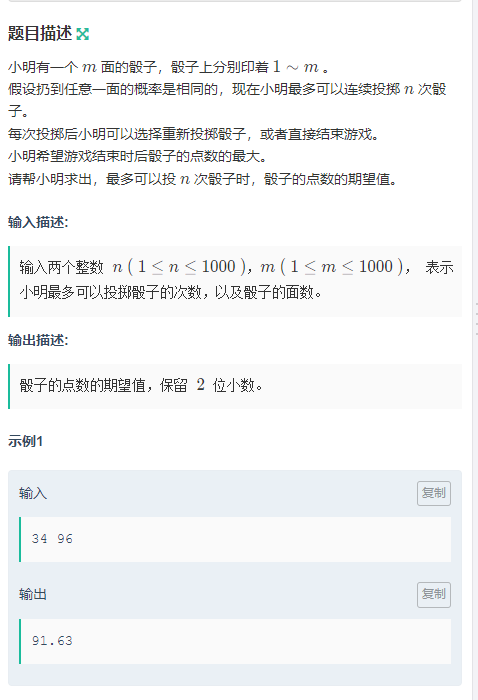 题目描述
小明有一个 m 面的骰子，骰子上分别印着 1 ∼ m 。
假设扔到任意一面的概率是相同的，现在小明最多可以连续投掷 n 次骰
子。
每次投掷后小明可以选择重新投掷骰子，或者直接结束游戏。
小明希望游戏结束时后骰子的点数的最大。
请帮小明求出，最多可以投 n 次骰子时，骰子的点数的期望值。
输入描述:
输入两个整数 n ( 1 ≤ n ≤ 1000 )，m ( 1 ≤ m ≤ 1000 )， 表示
小明最多可以投掷骰子的次数，以及骰子的面数。
输出描述:
骰子的点数的期望值，保留 2 位小数。
示例1
输入
复制
34 96
输出
复制
91.63